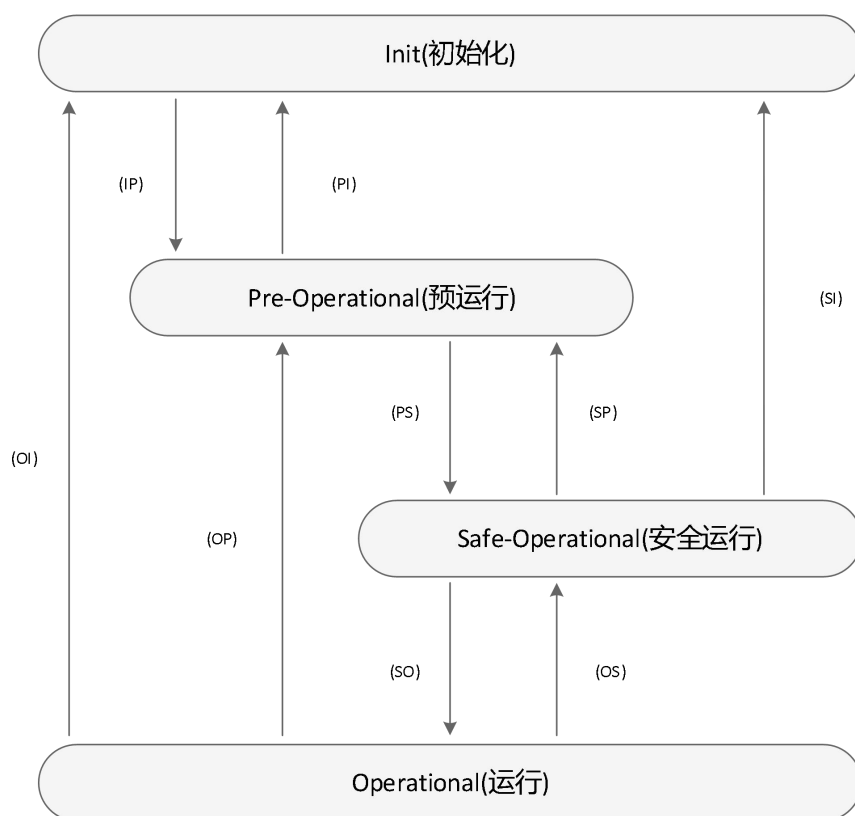 Init(初始化)
(IP)
(PI)
Pre-Operational(预运行)
(SI)
(PS)
(SP)
(OI)
(OP)
Safe-Operational(安全运行)
(SO)
(OS)
Operational(运行)